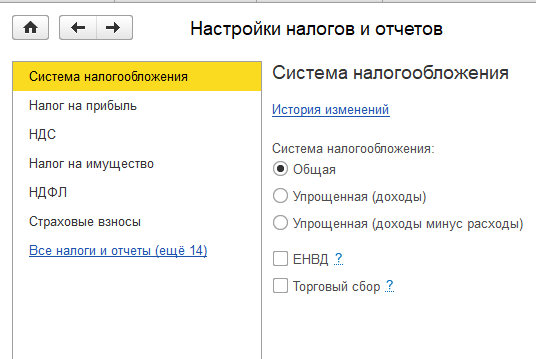 Настройки налогов и отчетов
Система налогообложения
Налог на прибыль
НДС
Налог на имущество
НДФЛ
Страховые взносы
Все налоги и отчеты (ещё 14)
Система налогообложения
История изменений
Система налогообложения:
Общая
Упрощенная (доходы)
Упрощенная (доходы минус расходы)
ЕНВД ?
Торговый сбор ?